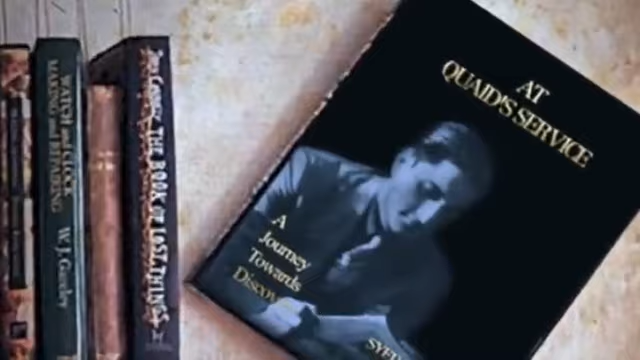 WATCH and CLOCK
MAKING and REPAIRING
W. J. Gazeley
THE BOOK OF LOST THINGS
AT
QUAID'S SERVICE
A
Journey
Towards